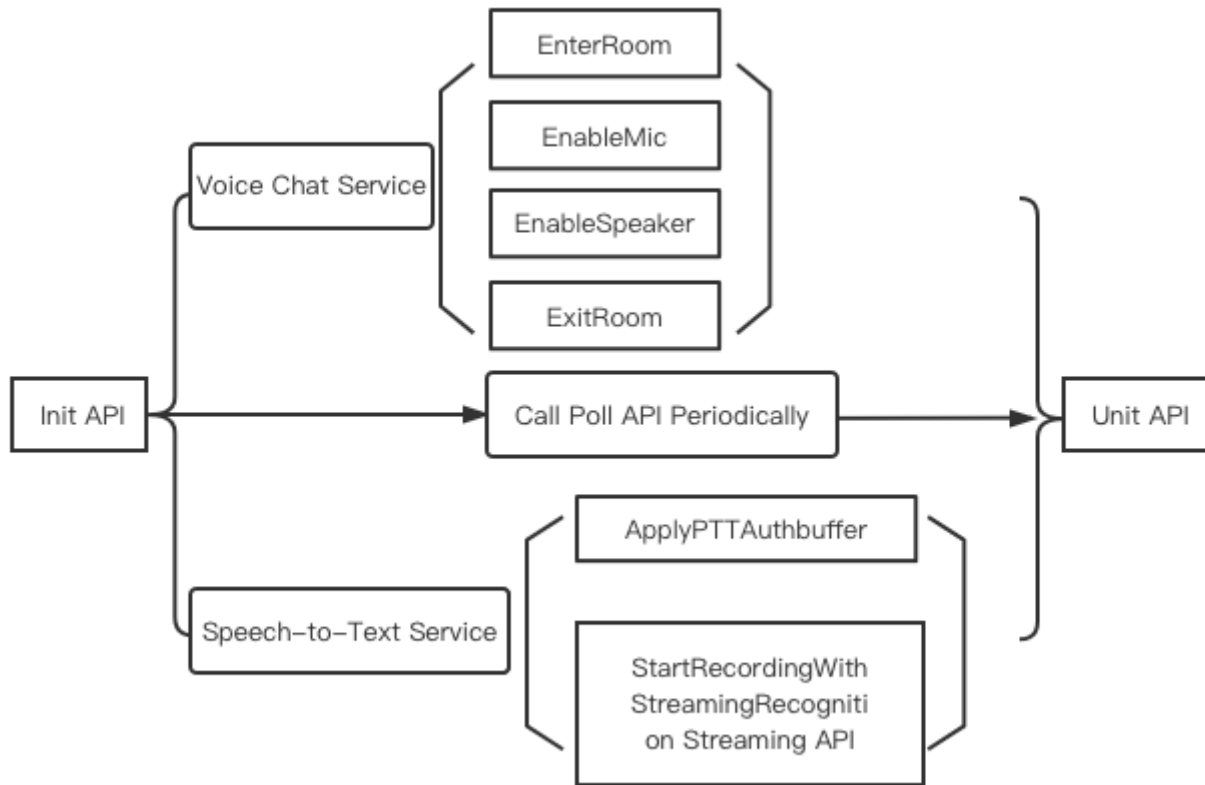 EnterRoom
EnableMic
Voice Chat Service
EnableSpeaker
ExitRoom
Init API
Call Poll API Periodically
Unit API
ApplyPTTAuthbuffer
Speech-to-Text Service
StartRecordingWith
StreamingRecogniti
on Streaming API